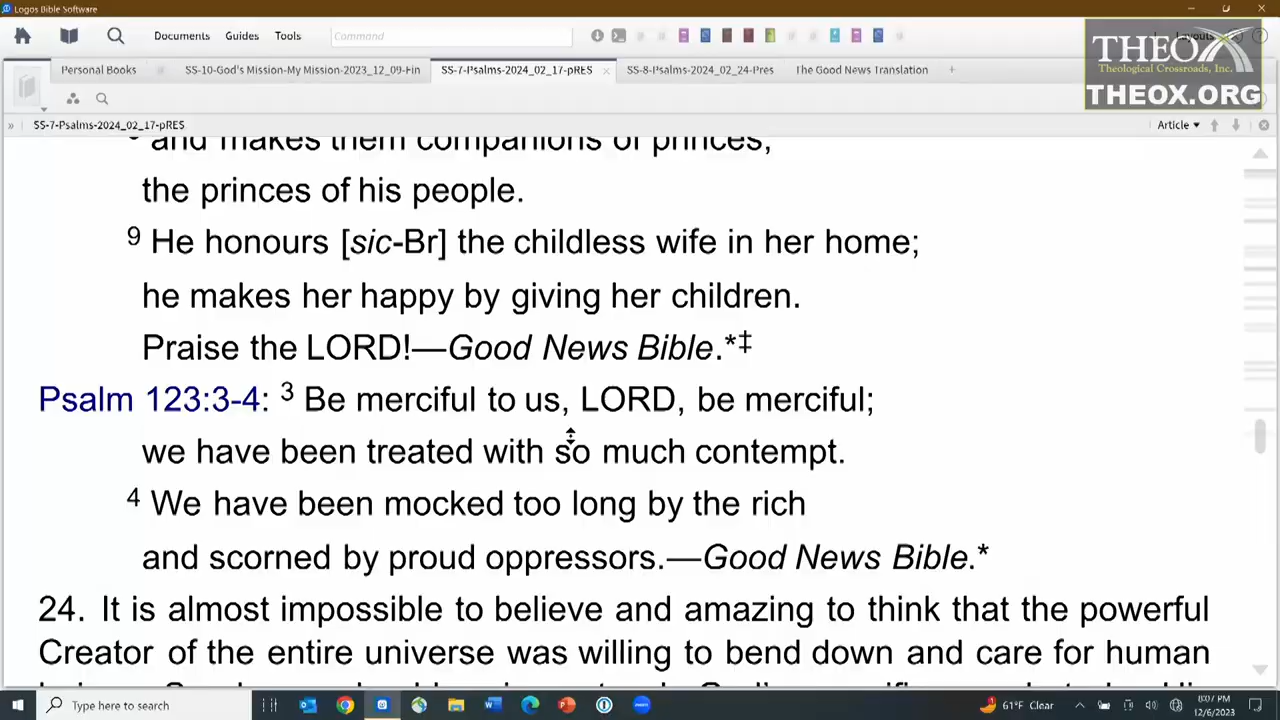 Logos Bible Software
Documents Guides Tools Command Layouts
THEOX
Theological Crossroads, Inc.
THEOX.ORG
Personal Books SS-10-God's Mission-My Mission-2023_12_09-Fin SS-7-Psalms-2024_02_17-pRES SS-8-Psalms-2024_02_24-Pres The Good News Translation
SS-7-Psalms-2024_02_17-pRES Article
and makes them companions of princes,
the princes of his people.
9 He honours [sic-Br] the childless wife in her home;
he makes her happy by giving her children.
Praise the LORD!—Good News Bible.*‡
Psalm 123:3-4: 3 Be merciful to us, LORD, be merciful;
we have been treated with so much contempt.
4 We have been mocked too long by the rich
and scorned by proud oppressors.—Good News Bible.*
24. It is almost impossible to believe and amazing to think that the powerful
Creator of the entire universe was willing to bend down and care for human
Type here to search 61°F Clear 8:07 PM
12/6/2023